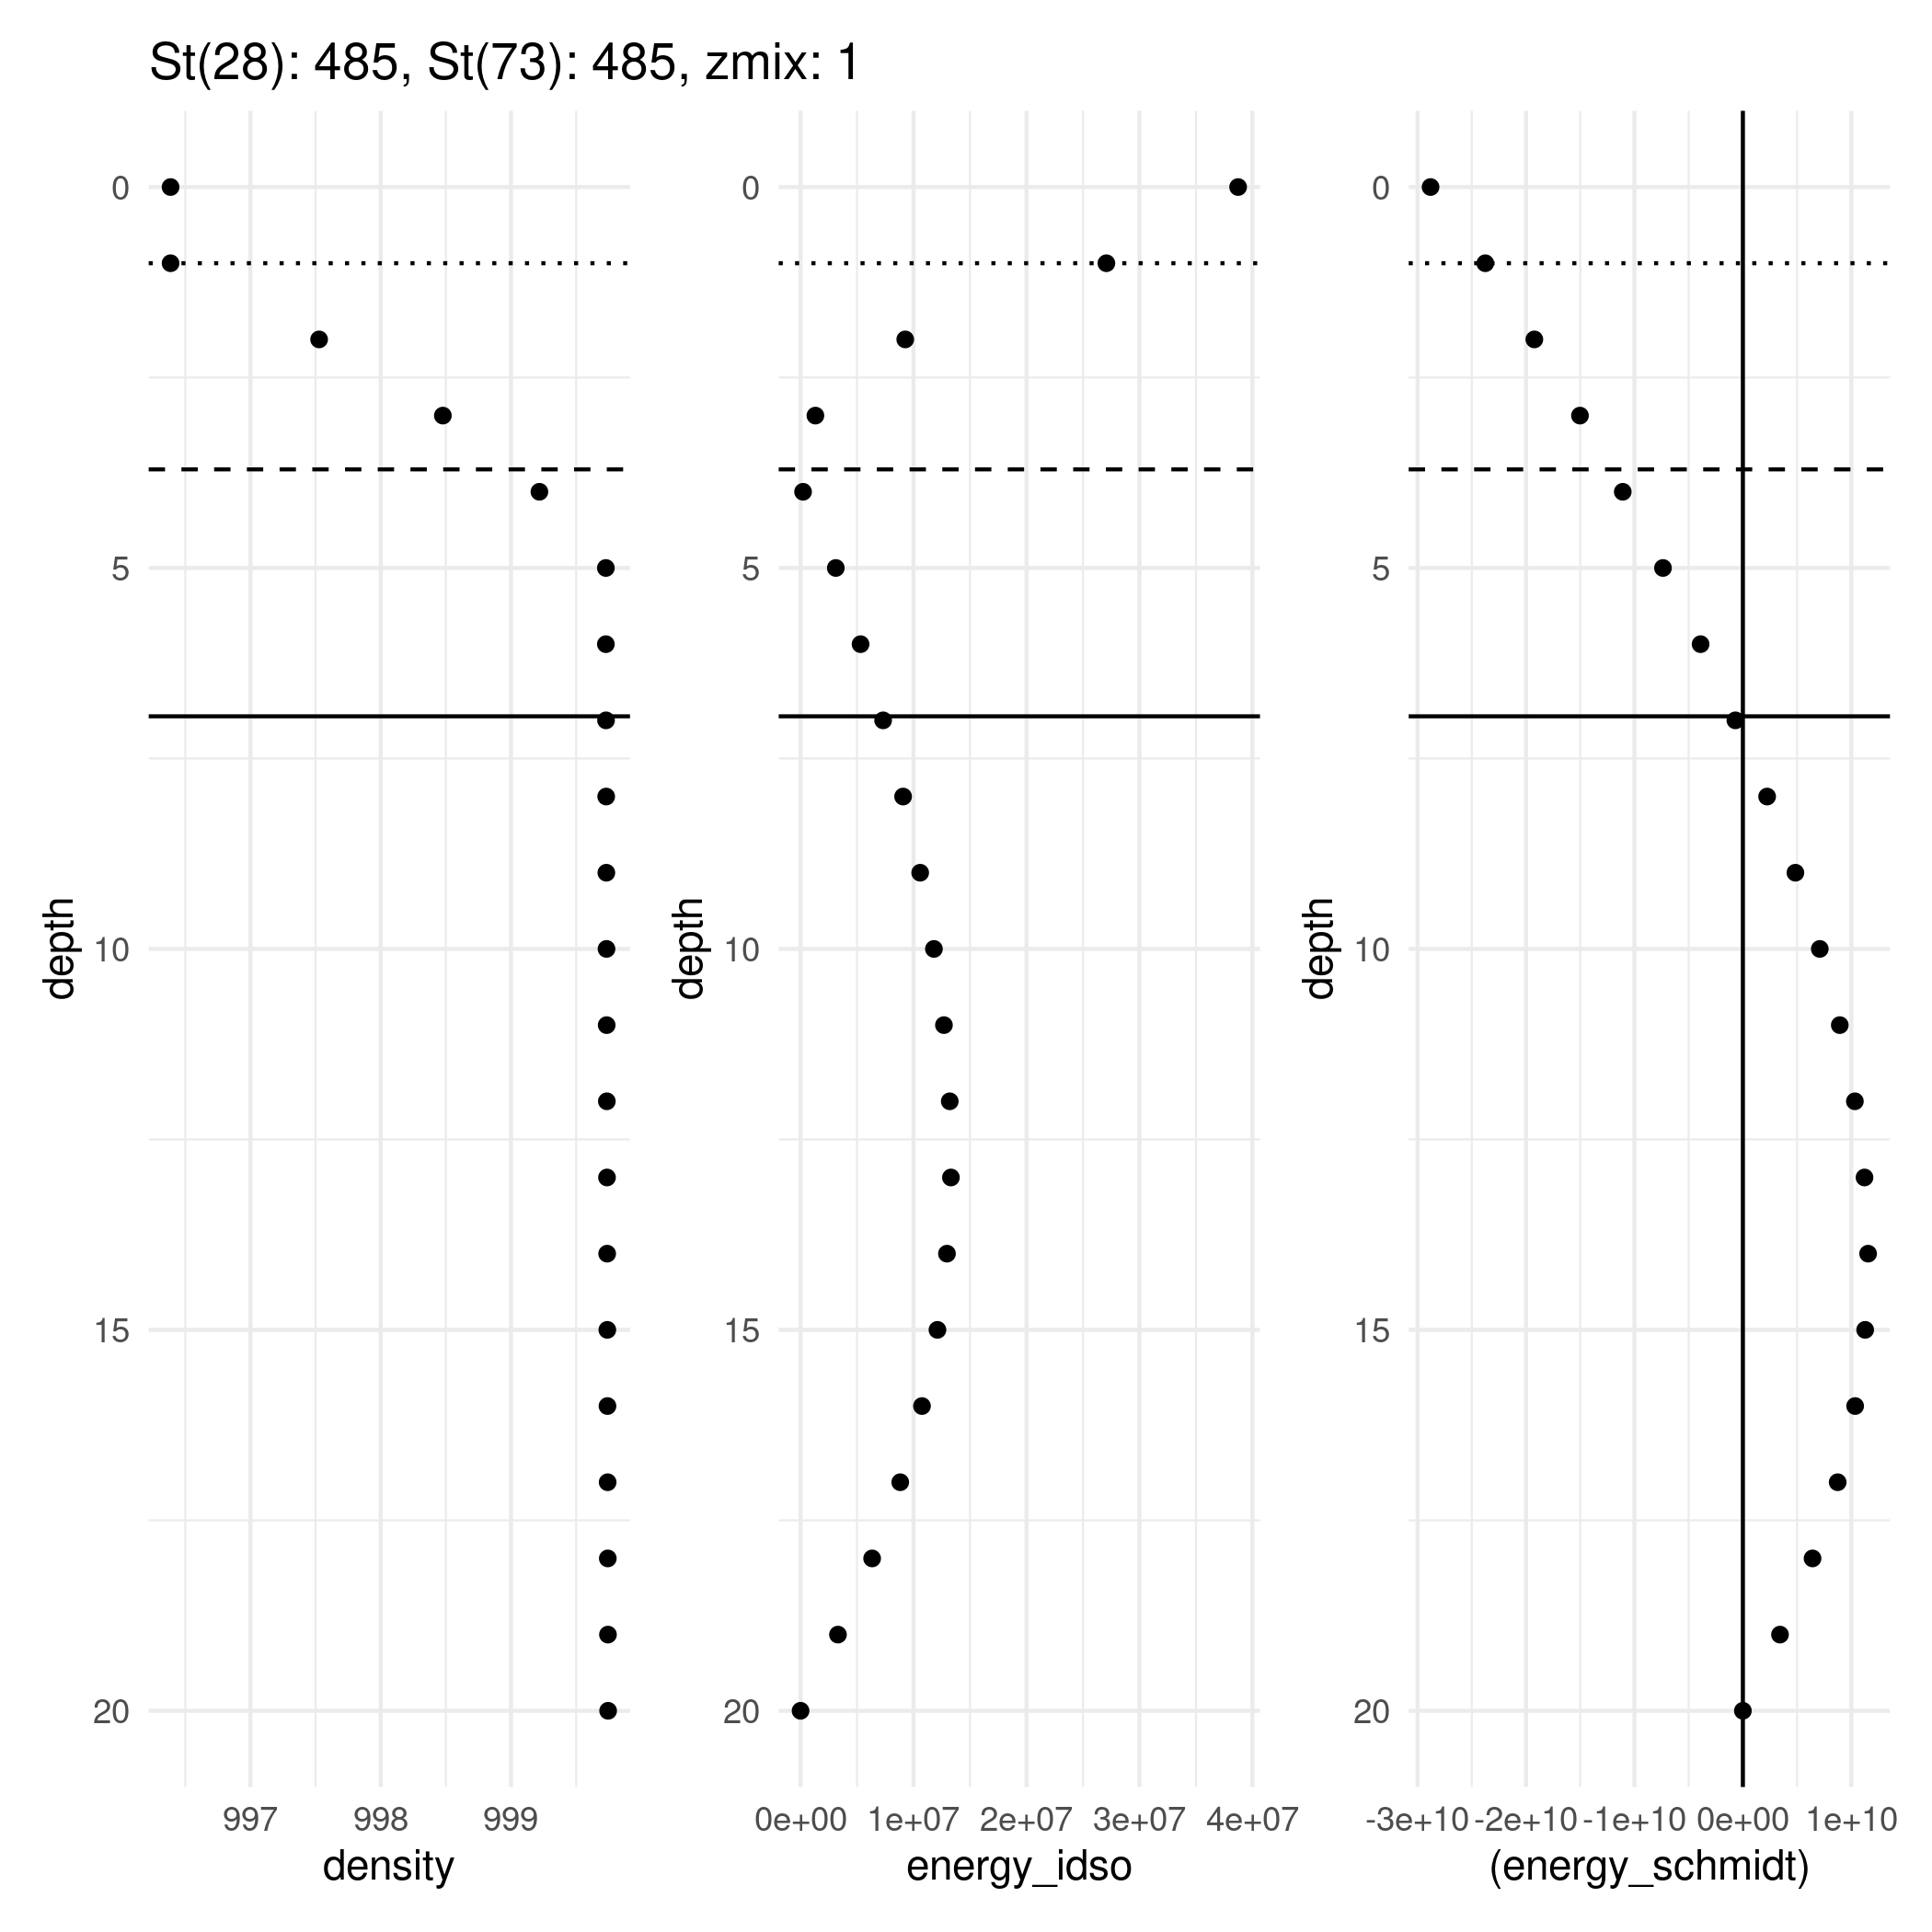 St(28): 485, St(73): 485, zmix: 1
0
5
10
15
20
depth
997 998 999
density
0
5
10
15
20
depth
0e+00 1e+07 2e+07 3e+07 4e+07
energy_idso
0
5
10
15
20
depth
-3e+10 -2e+10 -1e+10 0e+00 1e+10
(energy_schmidt)